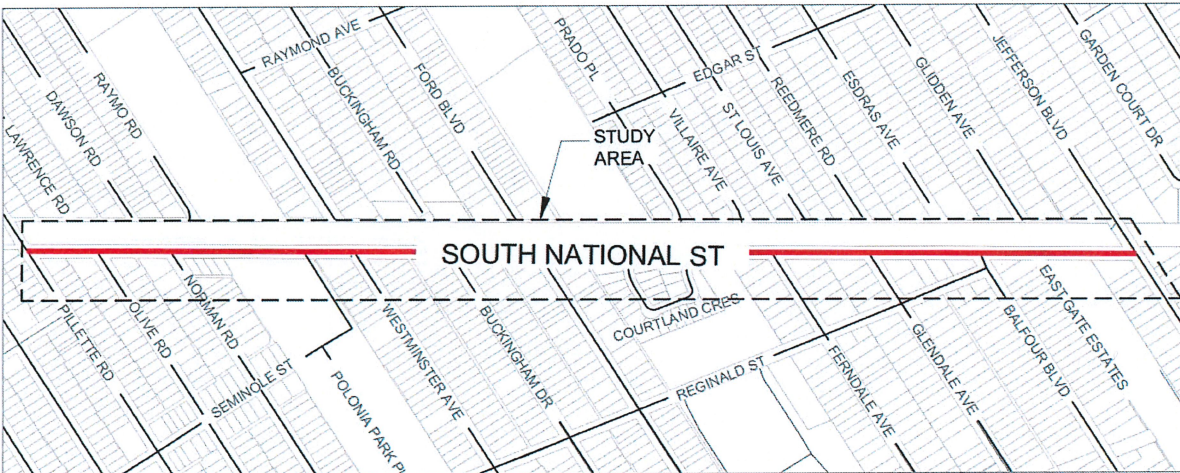 RAYMOND AVE
PRADO PL
EDGAR ST
JEFFERSON BLVD
GARDEN COURT DR
LAWRENCE RD
DAWSON RD
RAYMO RD
BUCKINGHAM RD
FORD BLVD
VILLAIRE AVE
ST LOUIS AVE
REEDMERE RD
ESDRAS AVE
GLIDDEN AVE
STUDY
AREA
SOUTH NATIONAL ST
PILLETTE RD
OLIVE RD
NORMAN RD
SEMINOLE ST
POLONIA PARK
WESTMINSTER AVE
BUCKINGHAM DR
COURTLAND CRES
REGINALD ST
FERNDALE AVE
GLENDALE AVE
BALFOUR BLVD
EAST GATE ESTATES